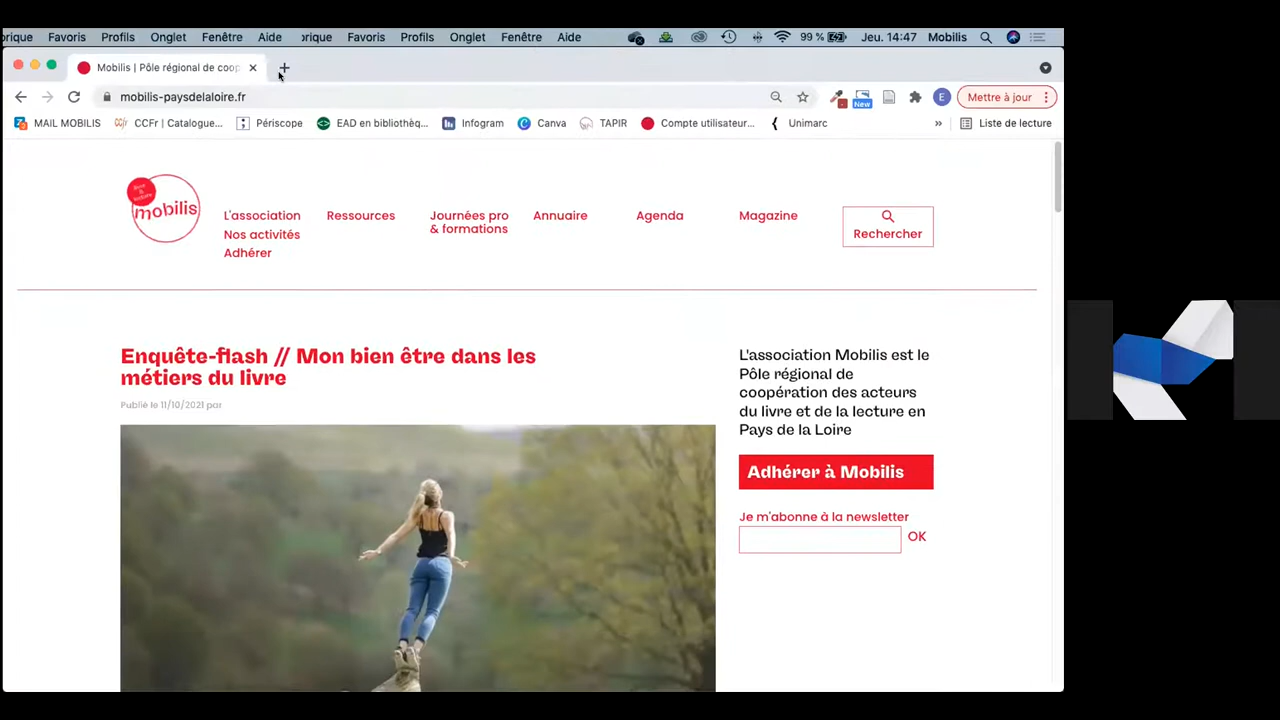 Favoris Profils Onglet Fenêtre Aide Favoris Profils Onglet Fenêtre Aide 99 % Jeu. 14:47 Mobilis
Mobilis | Pôle régional de coop
mobilis-paysdelaloire.fr
New
E
Mettre à jour
MAiL MOBILIS CCFr | Catalogue... Périscope EAD en bibliothèq... Infogram Canva TAPIR Compte utilisateur... Unimarc » Liste de lecture
livre & lecture
mobilis
L'association Ressources Journées pro & formations Annuaire Agenda Magazine
Nos activités
Adhérer
Rechercher
Enquête-flash // Mon bien être dans les
métiers du livre
Publié le 11/10/2021 par
L'association Mobilis est le
Pôle régional de
coopération des acteurs
du livre et de la lecture en
Pays de la Loire
Adhérer à Mobilis
Je m'abonne à la newsletter
OK